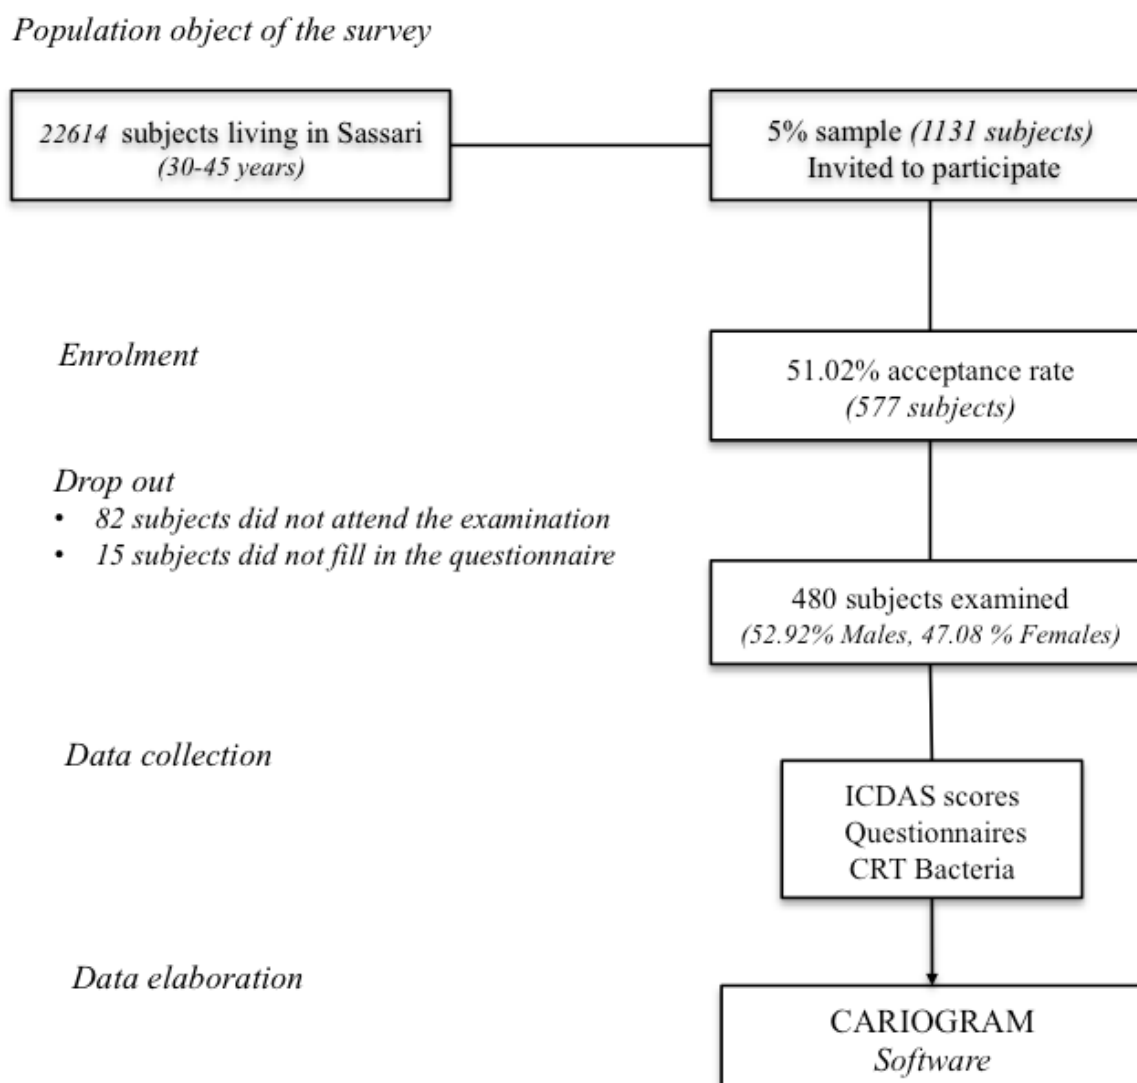 Population object of the survey
22614 subjects living in Sassari
(30-45 years)
5% sample (1131 subjects)
Invited to participate
Enrolment
51.02% acceptance rate
(577 subjects)
Drop out
• 82 subjects did not attend the examination
• 15 subjects did not fill in the questionnaire
480 subjects examined
(52.92% Males, 47.08 % Females)
Data collection
ICDAS scores
Questionnaires
CRT Bacteria
Data elaboration
CARIOGRAM
Software